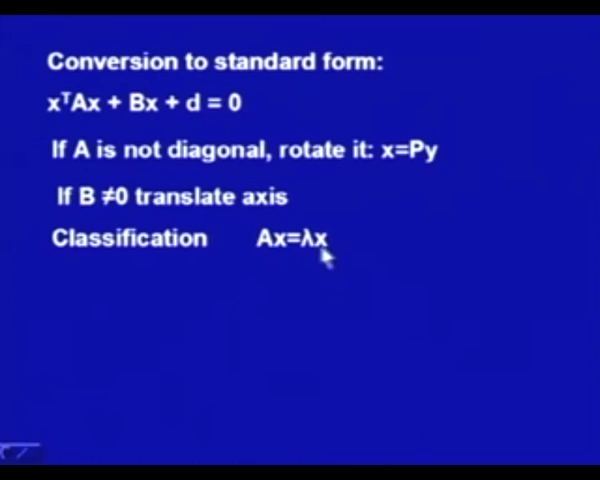 Conversion to standard form:
xᵀAx + Bx + d = 0
If A is not diagonal, rotate it: x=Py
If B ≠0 translate axis
Classification Ax=λx